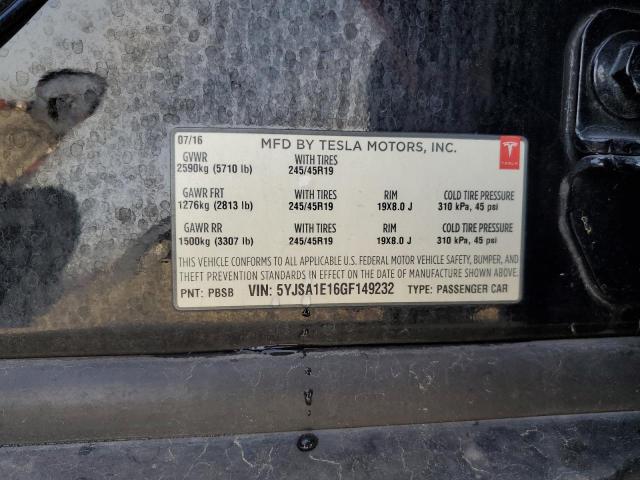 07/16 MFD BY TESLA MOTORS, INC.
GVWR WITH TIRES
2590kg (5710 lb) 245/45R19
TESLA
GAWR FRT WITH TIRES RIM COLD TIRE PRESSURE
1276kg (2813 lb) 245/45R19 19X8.0 J 310 kPa, 45 psi
GAWR RR WITH TIRES RIM COLD TIRE PRESSURE
1500kg (3307 lb) 245/45R19 19X8.0 J 310 kPa, 45 psi
THIS VEHICLE CONFORMS TO ALL APPLICABLE U.S. FEDERAL MOTOR VEHICLE SAFETY, BUMPER, AND
THEFT PREVENTION STANDARDS IN EFFECT ON THE DATE OF MANUFACTURE SHOWN ABOVE.
PNT: PBSB VIN: 5YJSA1E16GF149232 TYPE: PASSENGER CAR